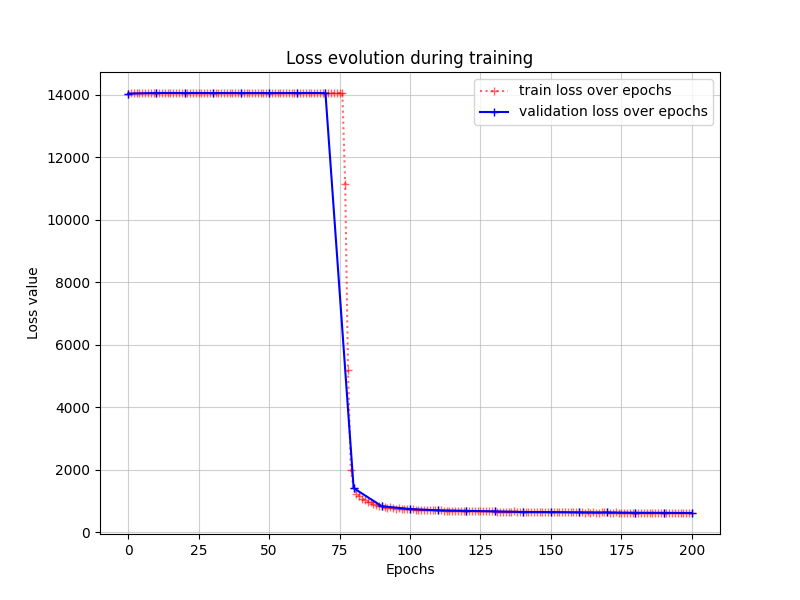 Loss evolution during training
train loss over epochs
validation loss over epochs
14000
12000
10000
8000
6000
4000
2000
0
Loss value
0 25 50 75 100 125 150 175 200
Epochs